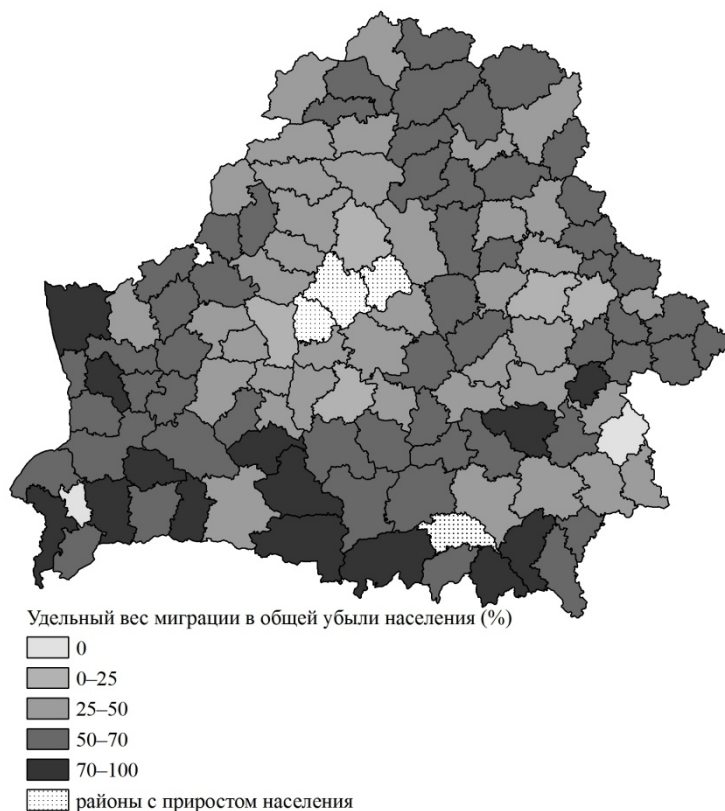 Удельный вес миграции в общей убыли населения (%)
0
0–25
25–50
50–70
70–100
районы с приростом населения